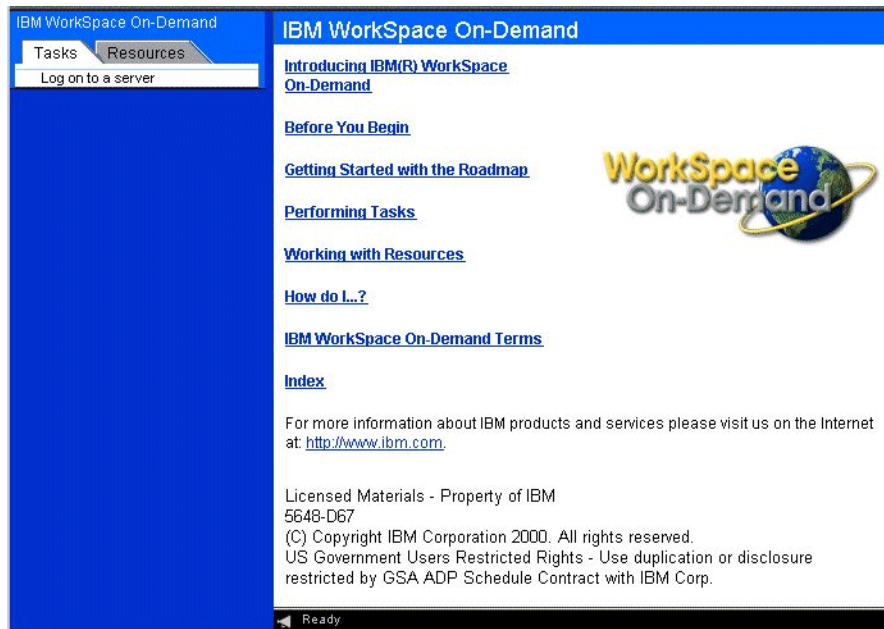 IBM WorkSpace On-Demand
Tasks
Resources
Log on to a server
IBM WorkSpace On-Demand
Introducing IBM(R) WorkSpace
On-Demand
Before You Begin
Getting Started with the Roadmap
Performing Tasks
Working with Resources
How do I...?
IBM WorkSpace On-Demand Terms
Index
WorkSpace
On-Demand
For more information about IBM products and services please visit us on the Internet
at: http://www.ibm.com.
Licensed Materials - Property of IBM
5648-D67
(C) Copyright IBM Corporation 2000. All rights reserved.
US Government Users Restricted Rights - Use duplication or disclosure
restricted by GSA ADP Schedule Contract with IBM Corp.
Ready